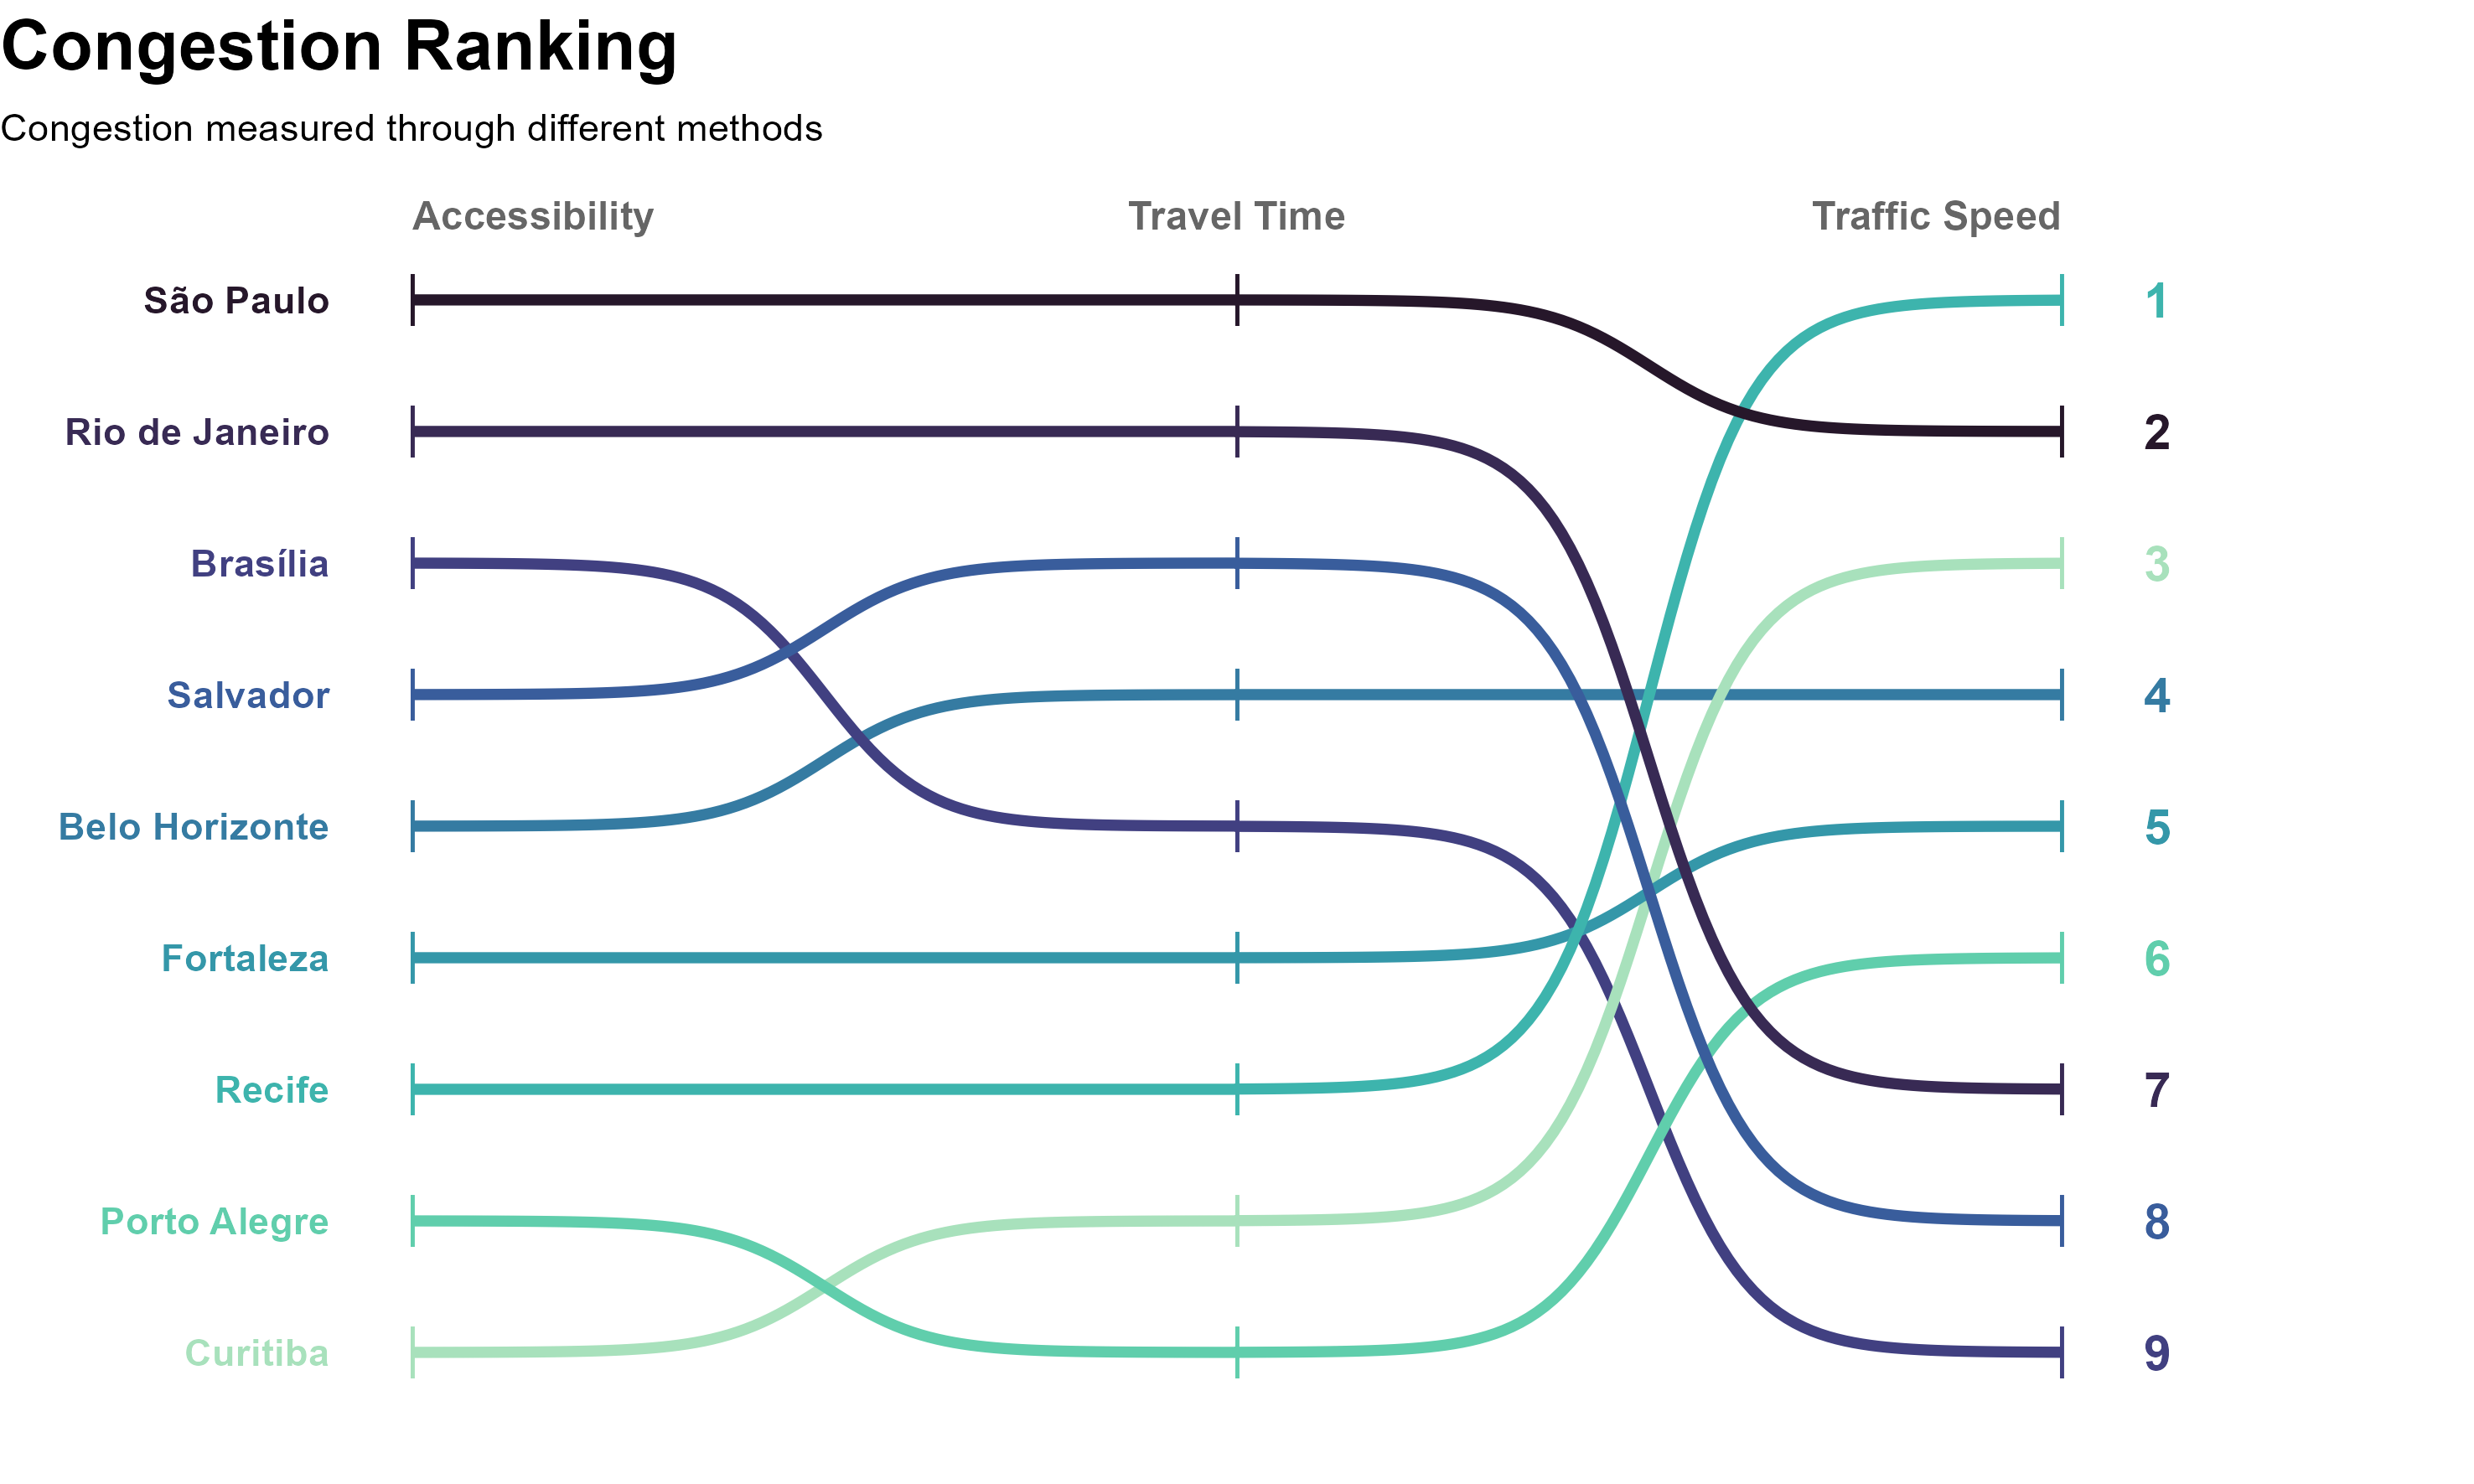 Congestion Ranking
Congestion measured through different methods
Accessibility Travel Time Traffic Speed
São Paulo 1
Rio de Janeiro 2
Brasília 3
Salvador 4
Belo Horizonte 5
Fortaleza 6
Recife 7
Porto Alegre 8
Curitiba 9